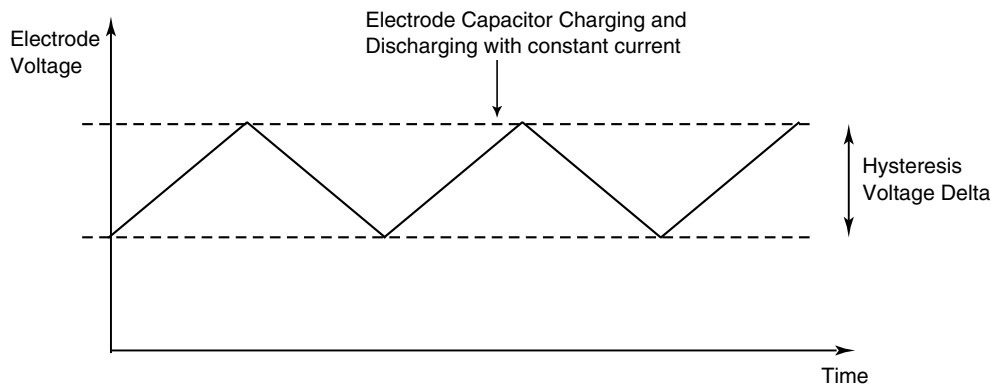 Electrode Capacitor Charging and
Discharging with constant current
Electrode
Voltage
Hysteresis
Voltage Delta
Time